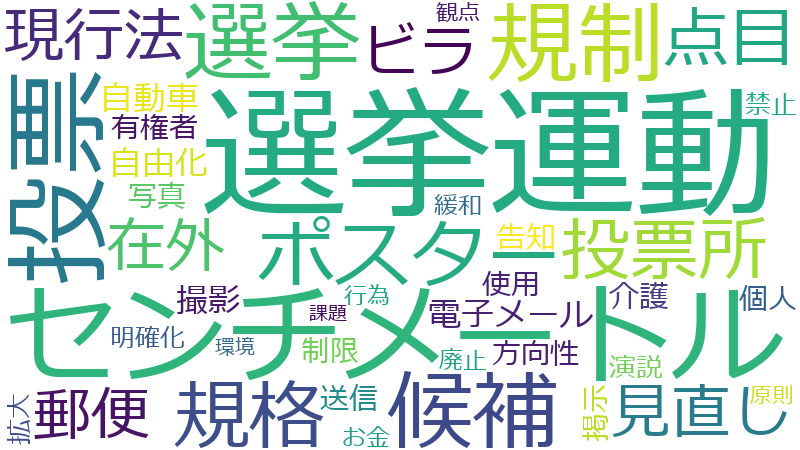 現行法
選挙
ビラ
観点
規制
点目
投票
自動車
有権者
自由化
写真
選挙運動
禁止
緩和
在外
ポスター
告知
投票所
センチメートル
撮影
行為
使用
電子メール
介護
個人
明確化
環境
課題
制限
廃止
方向性
演説
拡大
郵便
規格
送信
お金
候補
掲示
見直し
原則